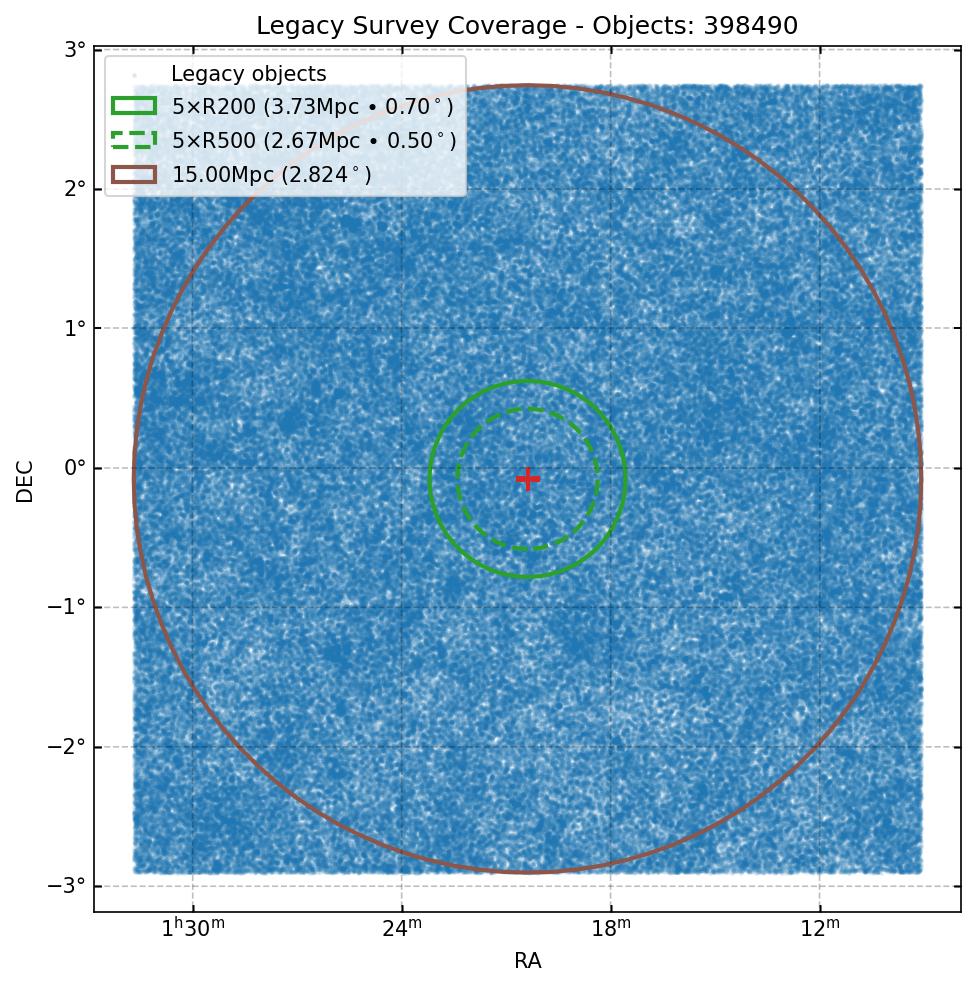 Legacy Survey Coverage - Objects: 398490
Legacy objects
5×R200 (3.73Mpc • 0.70°)
5×R500 (2.67Mpc • 0.50°)
15.00Mpc (2.824°)
3°
2°
1°
0°
−1°
−2°
−3°
DEC
1ʰ30ᵐ 24ᵐ 18ᵐ 12ᵐ
RA